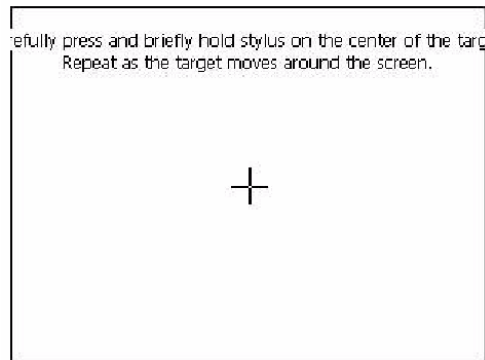 efully press and briefly hold stylus on the center of the targ
Repeat as the target moves around the screen.